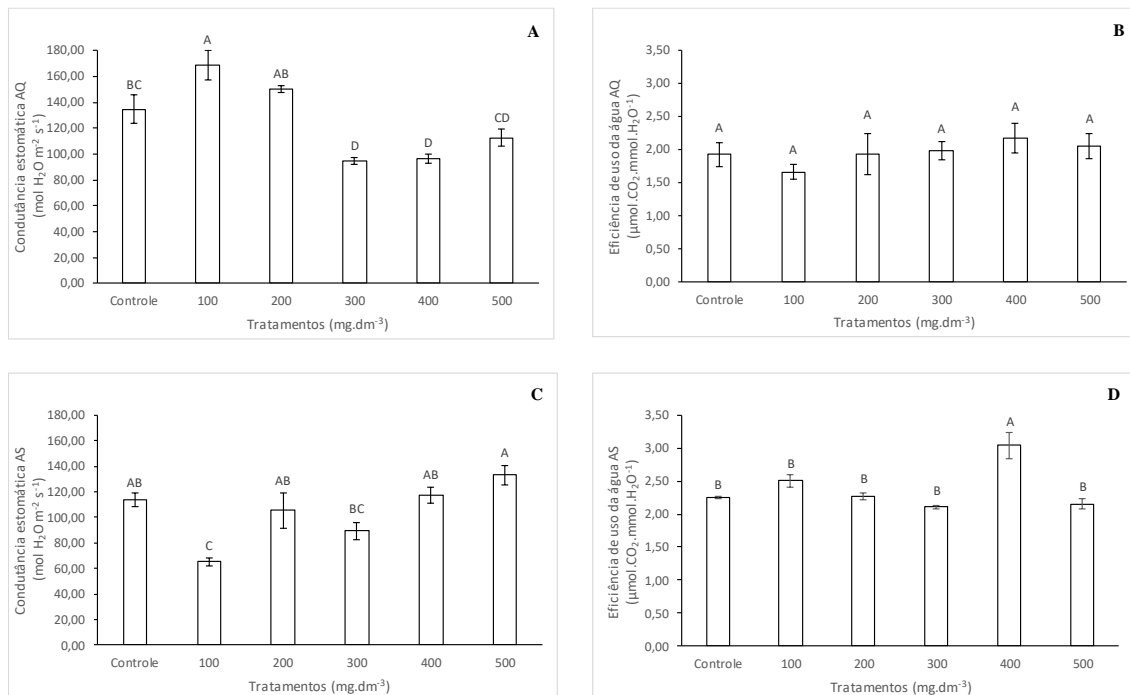 A
Condutância estomática AQ
(mol H₂O m⁻² s⁻¹)
180,00
160,00
140,00
120,00
100,00
80,00
60,00
40,00
20,00
0,00
BC
A
AB
D
D
CD
Controle 100 200 300 400 500
Tratamentos (mg.dm⁻³)
B
Eficiência de uso da água AQ
(µmol.CO₂.mmol.H₂O⁻¹)
3,50
3,00
2,50
2,00
1,50
1,00
0,50
0,00
A
A
A
A
A
A
Controle 100 200 300 400 500
Tratamentos (mg.dm⁻³)
C
Condutância estomática AS
(mol H₂O m⁻² s⁻¹)
180,00
160,00
140,00
120,00
100,00
80,00
60,00
40,00
20,00
0,00
AB
C
AB
BC
AB
A
Controle 100 200 300 400 500
Tratamentos (mg.dm⁻³)
D
Eficiência de uso da água AS
(µmol.CO₂.mmol.H₂O⁻¹)
3,50
3,00
2,50
2,00
1,50
1,00
0,50
0,00
B
B
B
B
A
B
Controle 100 200 300 400 500
Tratamentos (mg.dm⁻³)